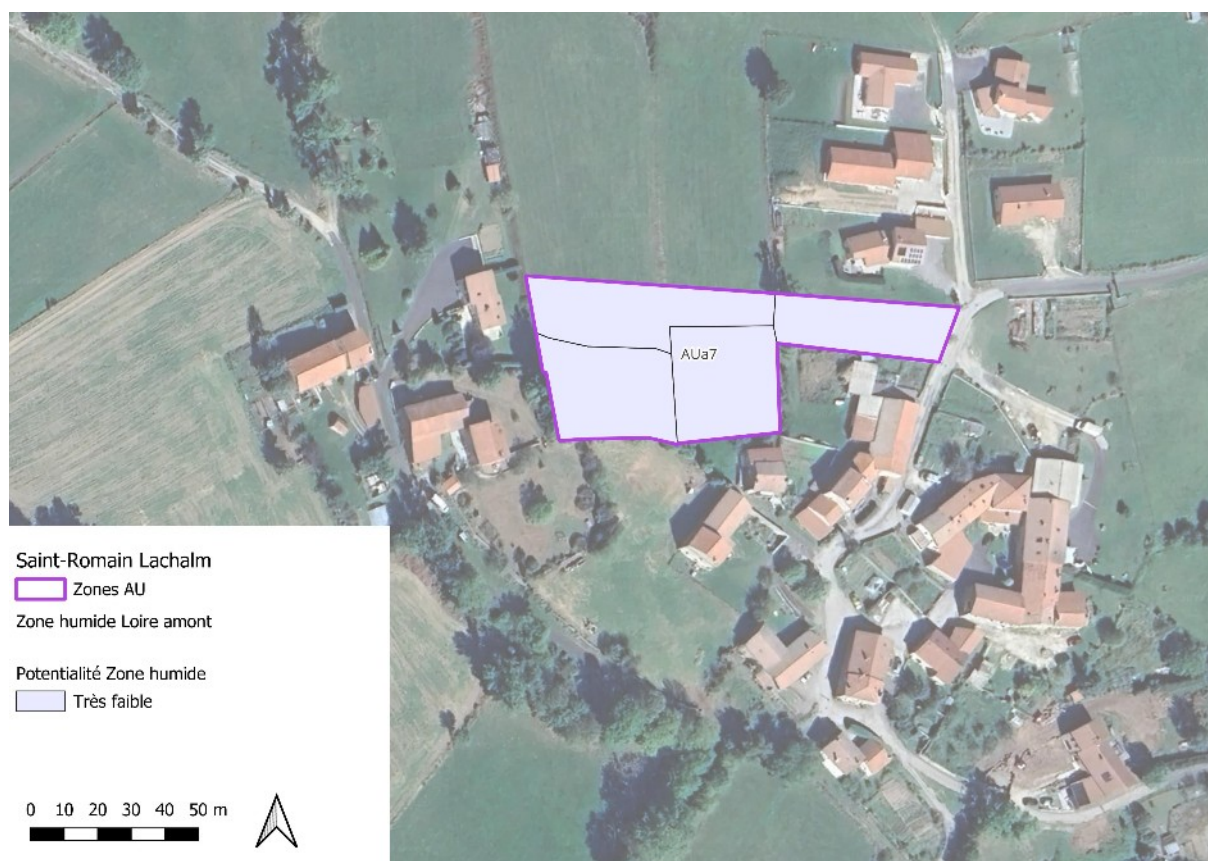 AUa7
Saint-Romain Lachalm
Zones AU
Zone humide Loire amont
Potentialité Zone humide
Très faible
0 10 20 30 40 50 m